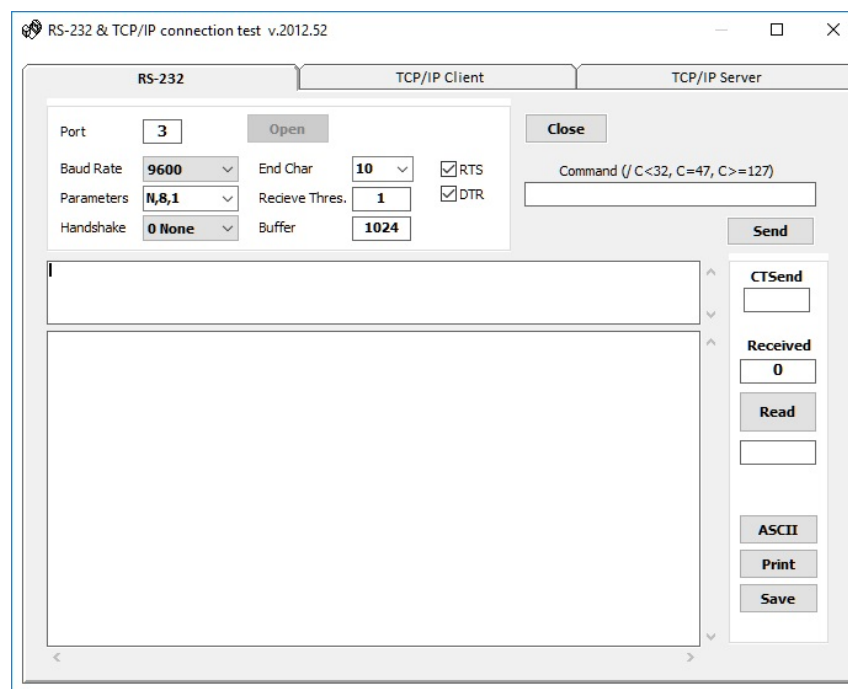 RS-232 & TCP/IP connection test v.2012.52
RS-232
TCP/IP Client
TCP/IP Server
Port 3 Open
Close
Baud Rate 9600 End Char 10 RTS
Command (/ C<32, C=47, C>=127)
Parameters N,8,1 Recieve Thres. 1 DTR
Handshake 0 None Buffer 1024
Send
CTSend
Received
0
Read
ASCII
Print
Save